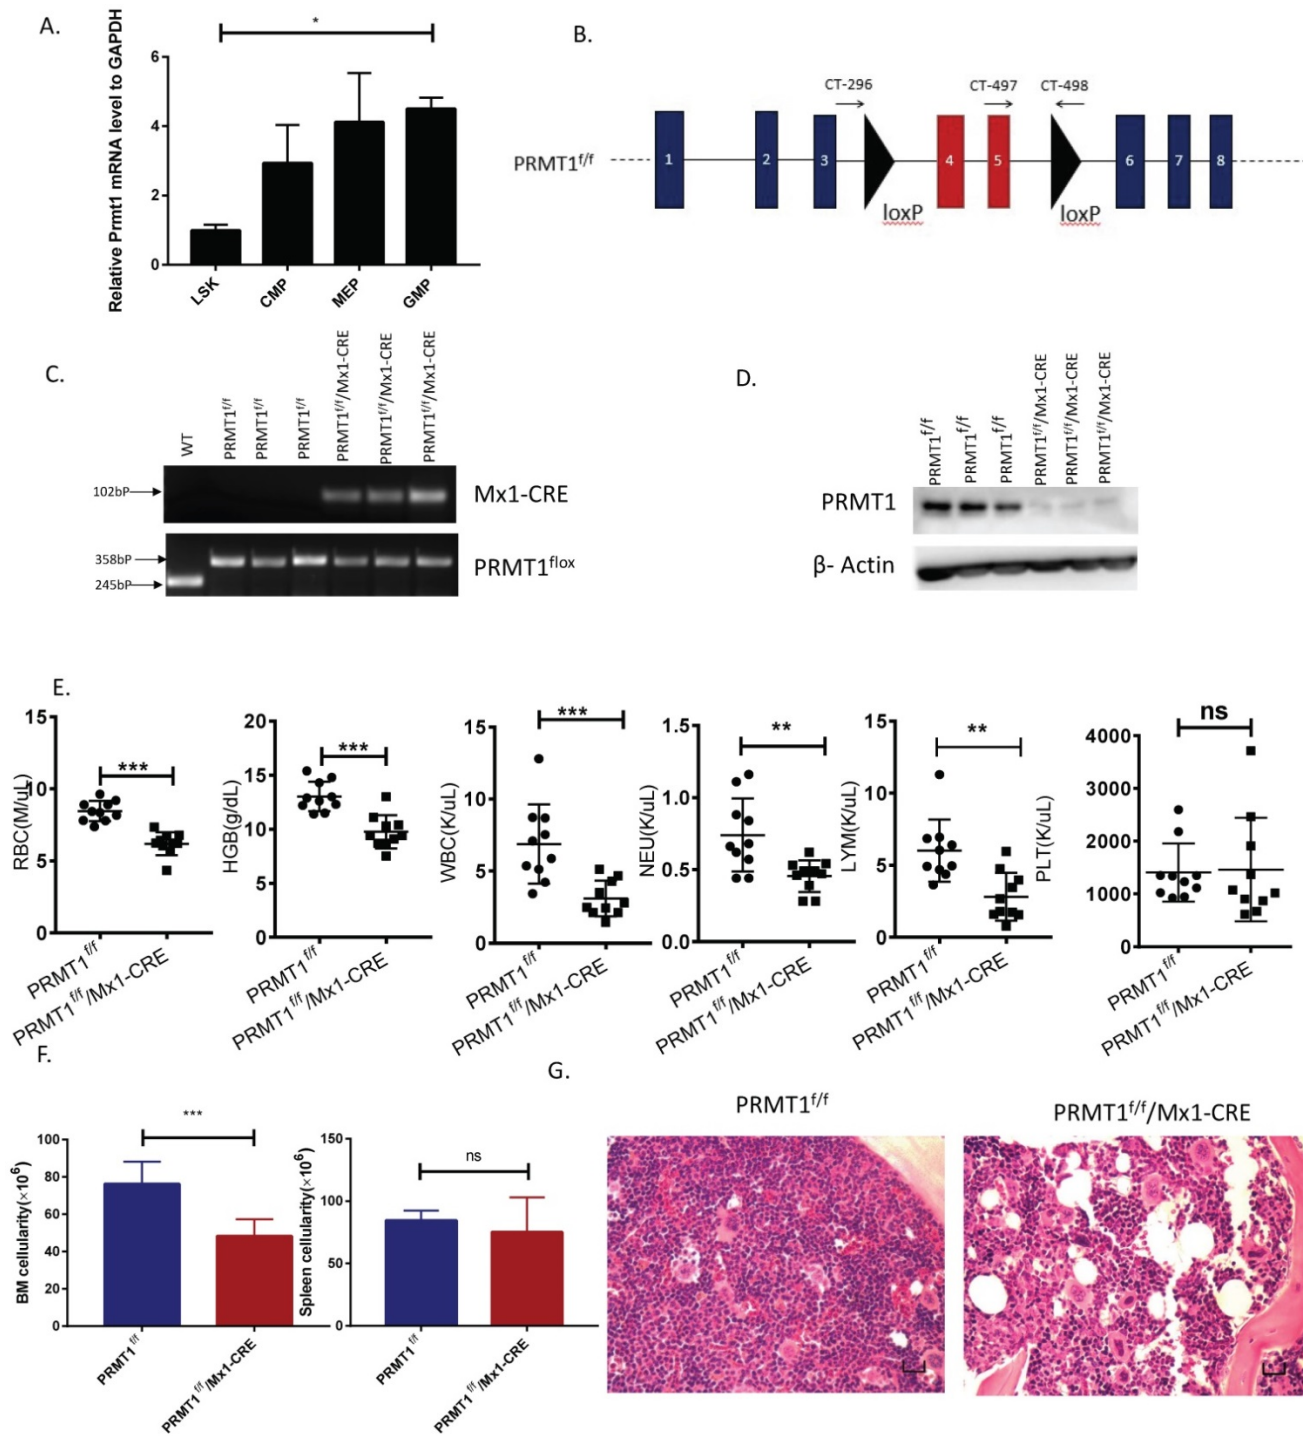 A.
Relative Prmt1 mRNA level to GAPDH
*
6
4
2
0
LSK
CMP
MEP
GMP
B.
PRMT1f/f
CT-296
CT-497
CT-498
1
2
3
4
5
6
7
8
loxP
loxP
C.
WT
PRMT1f/f
PRMT1f/f
PRMT1f/f
PRMT1f/f/Mx1-CRE
PRMT1f/f/Mx1-CRE
PRMT1f/f/Mx1-CRE
102bP
Mx1-CRE
358bP
245bP
PRMT1flox
D.
PRMT1f/f
PRMT1f/f
PRMT1f/f
PRMT1f/f/Mx1-CRE
PRMT1f/f/Mx1-CRE
PRMT1f/f/Mx1-CRE
PRMT1
β- Actin
E.
RBC(M/uL)
15
10
5
0
***
PRMT1f/f
PRMT1f/f/Mx1-CRE
HGB(g/dL)
20
15
10
5
0
***
PRMT1f/f
PRMT1f/f/Mx1-CRE
WBC(K/uL)
15
10
5
0
***
PRMT1f/f
PRMT1f/f/Mx1-CRE
NEU(K/uL)
1.5
1.0
0.5
0.0
**
PRMT1f/f
PRMT1f/f/Mx1-CRE
LYM(K/uL)
15
10
5
0
**
PRMT1f/f
PRMT1f/f/Mx1-CRE
PLT(K/uL)
4000
3000
2000
1000
0
ns
PRMT1f/f
PRMT1f/f/Mx1-CRE
F.
BM cellularity(×10⁶)
100
80
60
40
20
0
***
PRMT1f/f
PRMT1f/f/Mx1-CRE
Spleen cellularity(×10⁶)
150
100
50
0
ns
PRMT1f/f
PRMT1f/f/Mx1-CRE
G.
PRMT1f/f
PRMT1f/f/Mx1-CRE